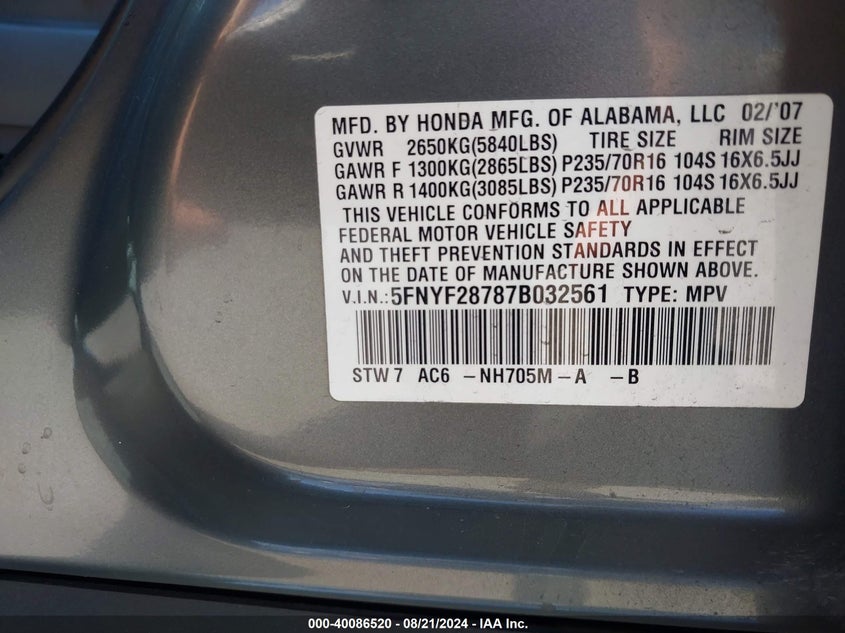 MFD. BY HONDA MFG. OF ALABAMA, LLC 02/'07
GVWR 2650KG(5840LBS) TIRE SIZE RIM SIZE
GAWR F 1300KG(2865LBS) P235/70R16 104S 16X6.5JJ
GAWR R 1400KG(3085LBS) P235/70R16 104S 16X6.5JJ
THIS VEHICLE CONFORMS TO ALL APPLICABLE
FEDERAL MOTOR VEHICLE SAFETY
AND THEFT PREVENTION STANDARDS IN EFFECT
ON THE DATE OF MANUFACTURE SHOWN ABOVE.
V.I.N.: 5FNYF28787B032561 TYPE: MPV
STW 7 AC6 -NH705M -A -B
000-40086520 - 08/21/2024 - IAA Inc.